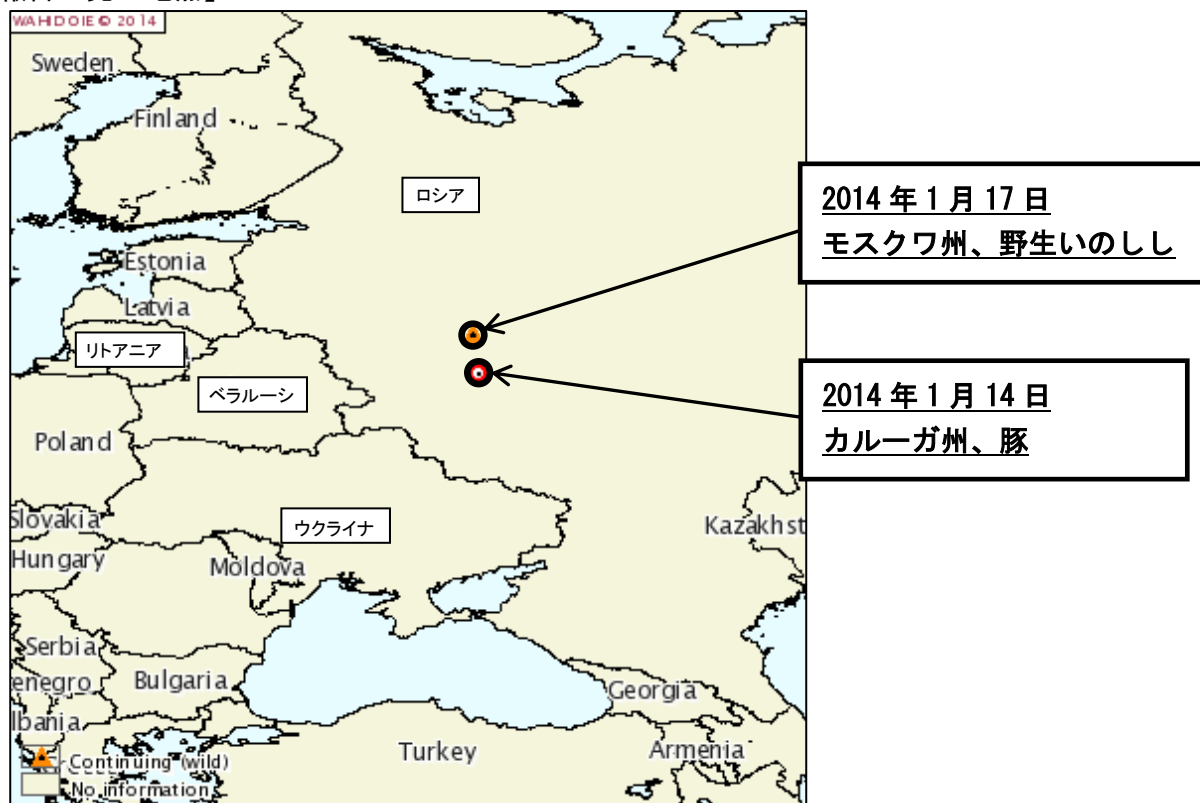 WAHIDOIE© 2014
Sweden
Finland
ロシア
2014 年 1 月 17 日
モスクワ州、野生いのしし
Estonia
Latvia
リトアニア
ベラルーシ
2014 年 1 月 14 日
カルーガ州、豚
Poland
Slovakia
ウクライナ
Kazakhst
Hungary
Moldova
Serbia
enegro
Bulgaria
Georgia
lbania
Turkey
Armenia
Continuing (wild)
No information